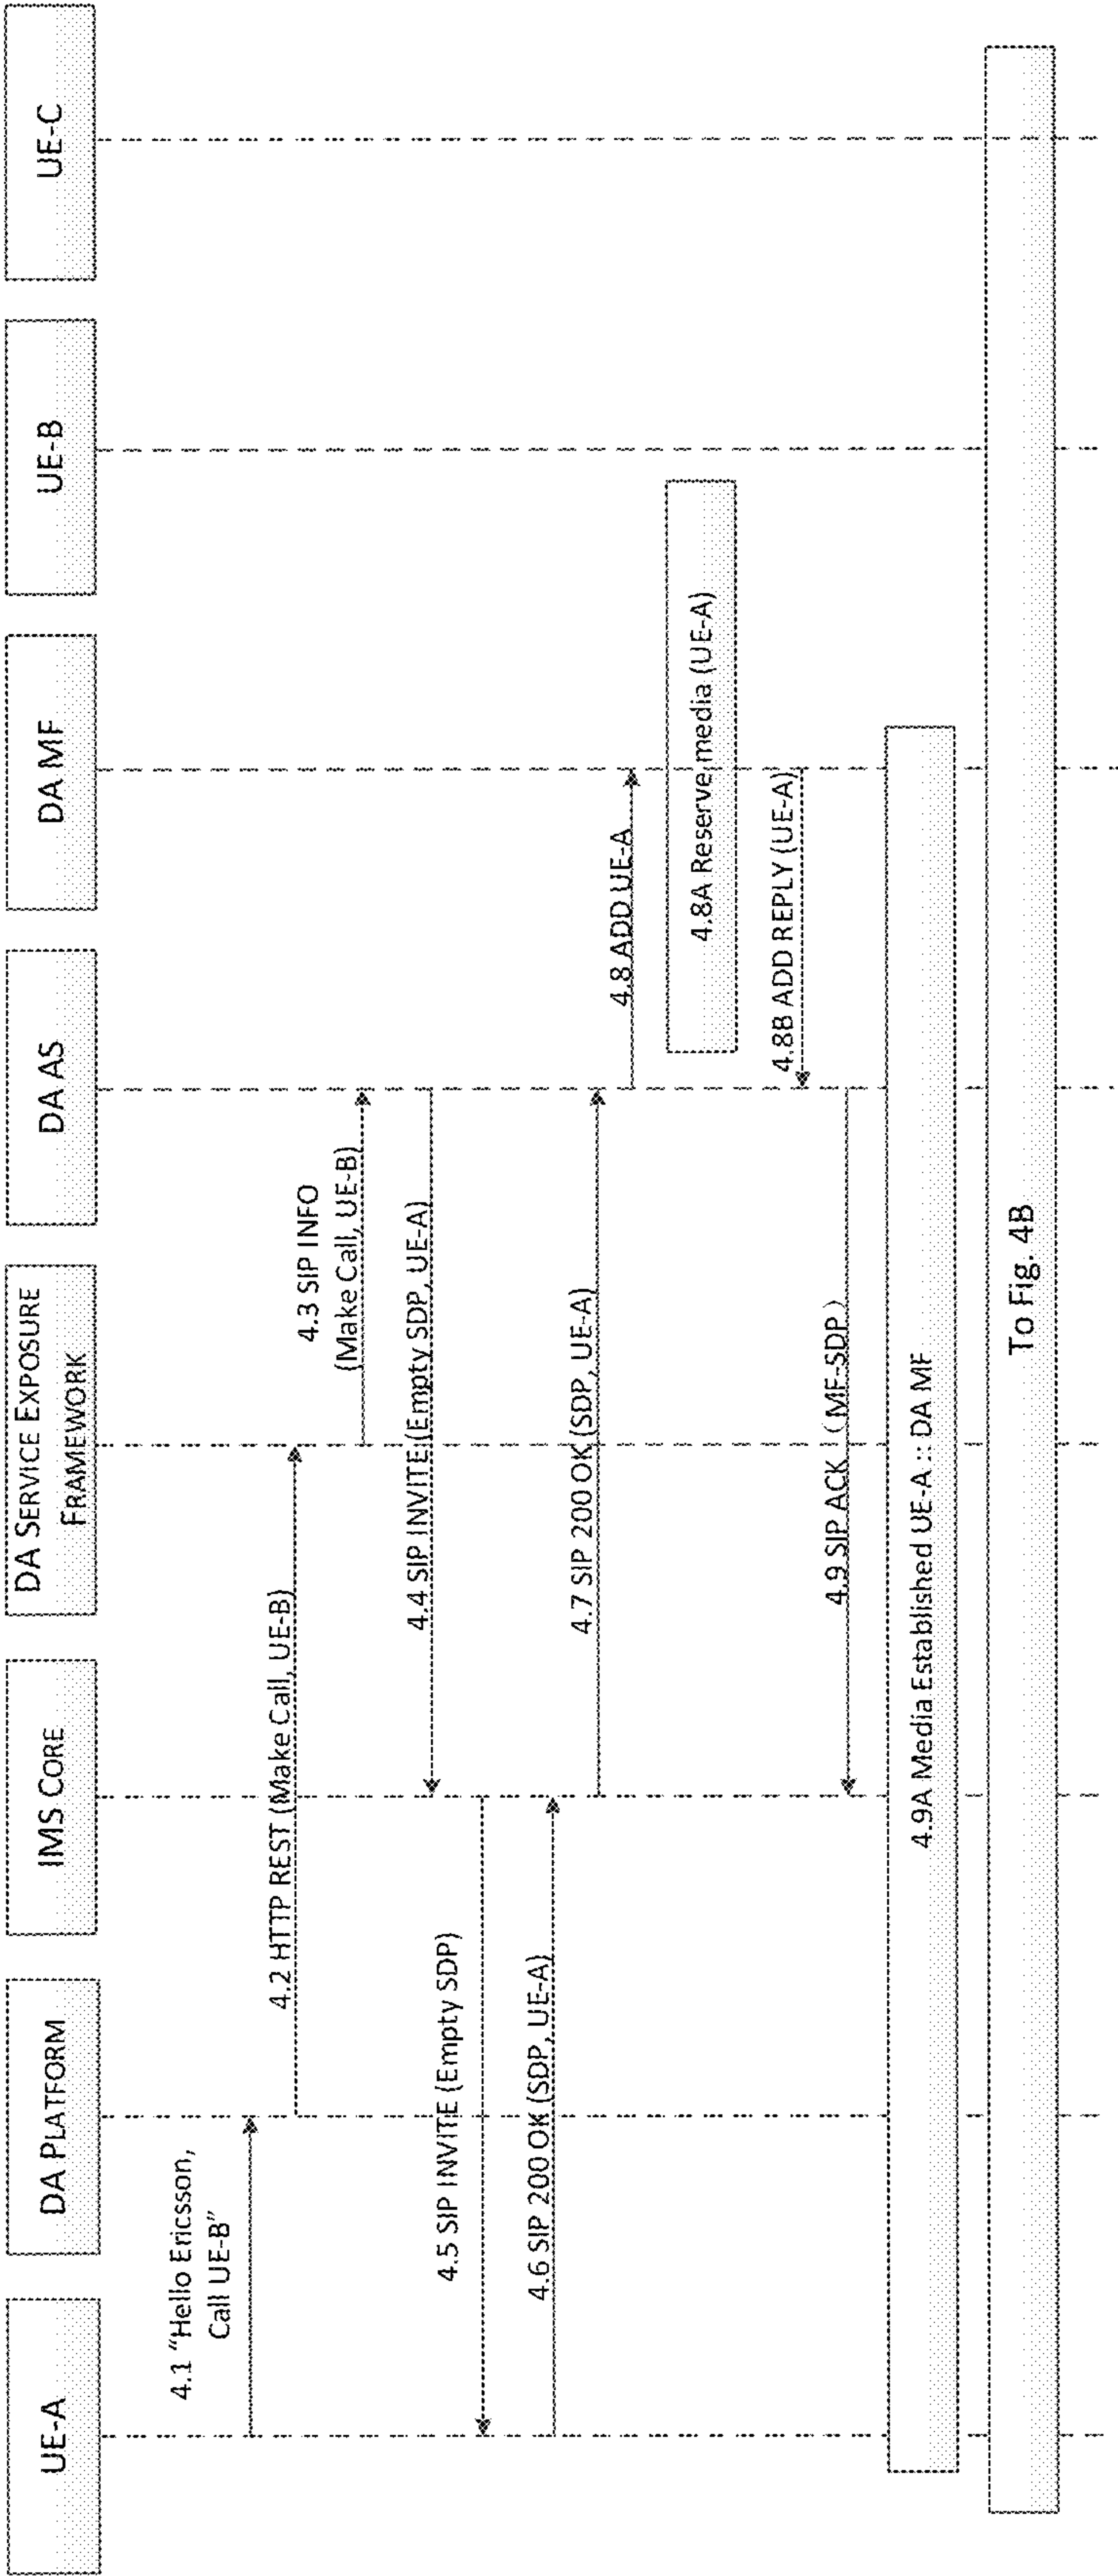 UE-A
DA PLATFORM
IMS CORE
DA SERVICE EXPOSURE
FRAMEWORK
DA AS
DA MF
UE-B
UE-C
4.1 “Hello Ericsson,
Call UE-B”
4.2 HTTP REST (Make Call, UE-B)
4.3 SIP INFO
(Make Call, UE-B)
4.4 SIP INVITE (Empty SDP, UE-A)
4.5 SIP INVITE (Empty SDP)
4.6 SIP 200 OK (SDP, UE-A)
4.7 SIP 200 OK (SDP, UE-A)
4.8 ADD UE-A
4.8A Reserve media (UE-A)
4.8B ADD REPLY (UE-A)
4.9 SIP ACK (MF-SDP)
4.9A Media Established UE-A :: DA MF
To Fig. 4B